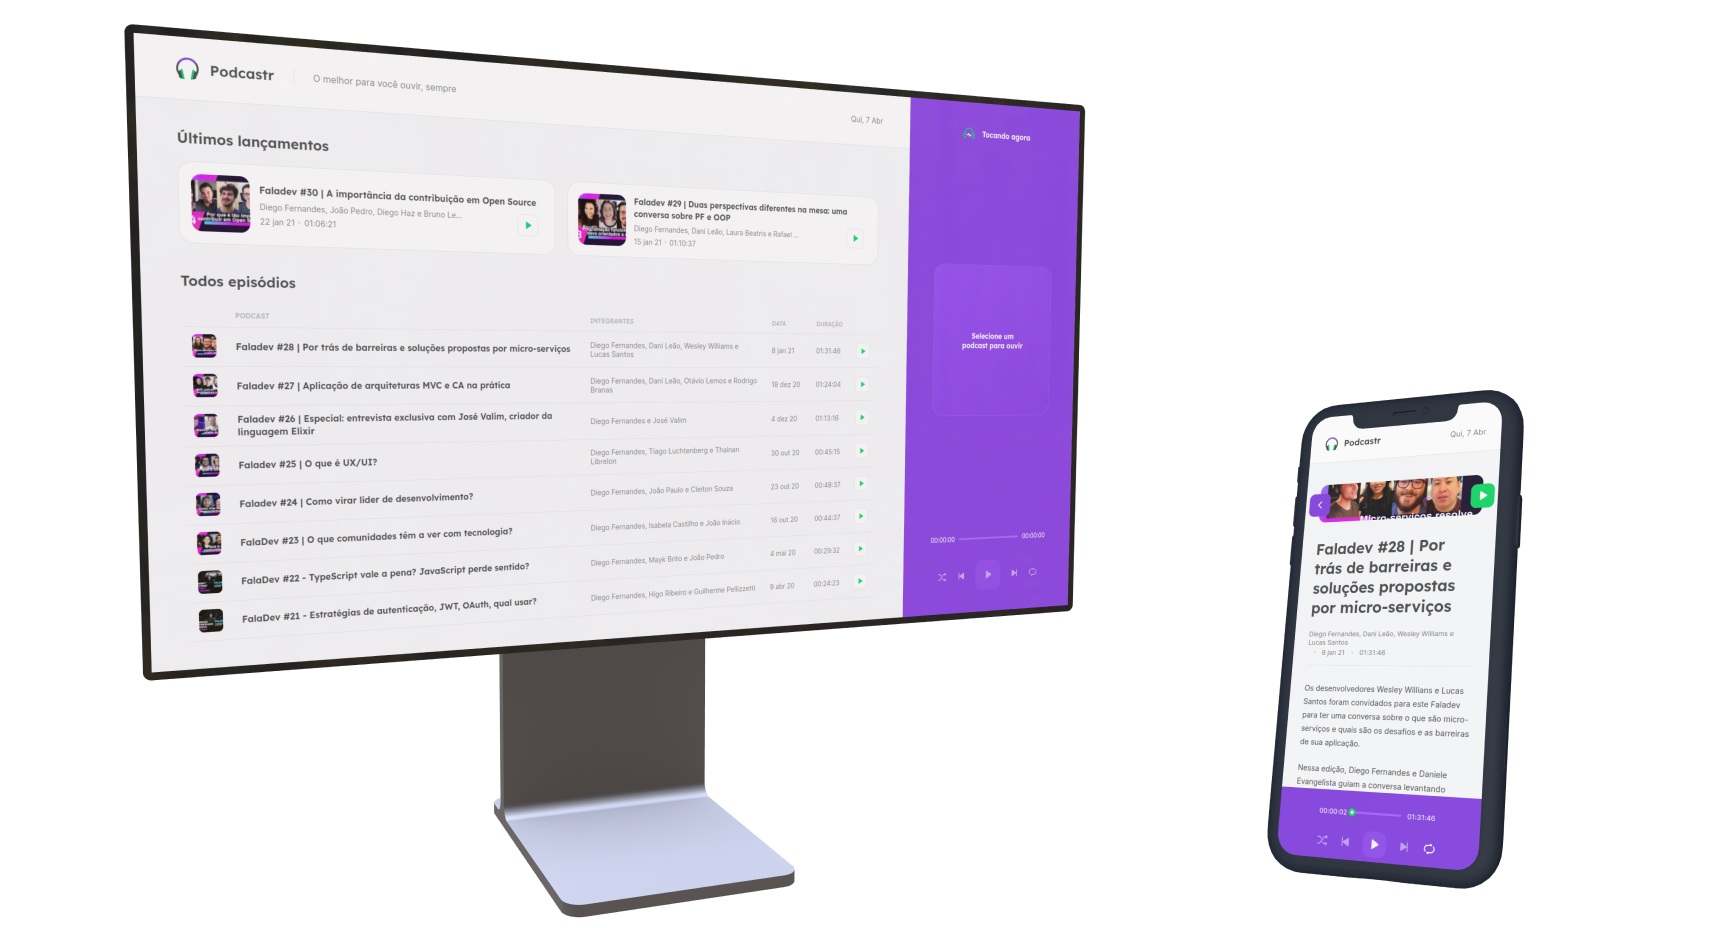 Podcastr
O melhor para você ouvir, sempre
Qui, 7 Abr
Últimos lançamentos
Faladev #30 | A importância da contribuição em Open Source
Diego Fernandes, João Pedro, Diego Haz e Bruno Le...
22 jan 21 · 01:06:21
Faladev #29 | Duas perspectivas diferentes na mesa: uma
conversa sobre PF e OOP
Diego Fernandes, Dani Leão, Laura Beatris e Rafael ...
15 jan 21 · 01:10:37
Todos episódios
PODCAST INTEGRANTES DATA DURAÇÃO
Faladev #28 | Por trás de barreiras e soluções propostas por micro-serviços
Diego Fernandes, Dani Leão, Wesley Williams e
Lucas Santos
8 jan 21 01:31:46
Faladev #27 | Aplicação de arquiteturas MVC e CA na prática
Diego Fernandes, Dani Leão, Otávio Lemos e Rodrigo
Branas
18 dez 20 01:24:04
Faladev #26 | Especial: entrevista exclusiva com José Valim, criador da
linguagem Elixir
Diego Fernandes e José Valim
4 dez 20 01:13:16
Faladev #25 | O que é UX/UI?
Diego Fernandes, Tiago Luchtenberg e Thainan
Librelon
30 out 20 00:45:15
Faladev #24 | Como virar líder de desenvolvimento?
Diego Fernandes, João Paulo e Cleiton Souza
23 out 20 00:48:37
FalaDev #23 | O que comunidades têm a ver com tecnologia?
Diego Fernandes, Isabela Castilho e João Inácio
16 out 20 00:44:37
FalaDev #22 - TypeScript vale a pena? JavaScript perde sentido?
Diego Fernandes, Mayk Brito e João Pedro
4 mai 20 00:29:32
FalaDev #21 - Estratégias de autenticação, JWT, OAuth, qual usar?
Diego Fernandes, Higo Ribeiro e Guilherme Pellizzetti
9 abr 20 00:24:23
Tocando agora
Selecione um
podcast para ouvir
00:00:00 00:00:00
Podcastr
Qui, 7 Abr
Micro-serviços resolve
Faladev #28 | Por
trás de barreiras e
soluções propostas
por micro-serviços
Diego Fernandes, Dani Leão, Wesley Williams e
Lucas Santos
· 8 jan 21 · 01:31:46
Os desenvolvedores Wesley Willians e Lucas
Santos foram convidados para este Faladev
para ter uma conversa sobre o que são micro-
serviços e quais são os desafios e as barreiras
de sua aplicação.
Nessa edição, Diego Fernandes e Daniele
Evangelista guiam a conversa levantando
00:00:02 01:31:46